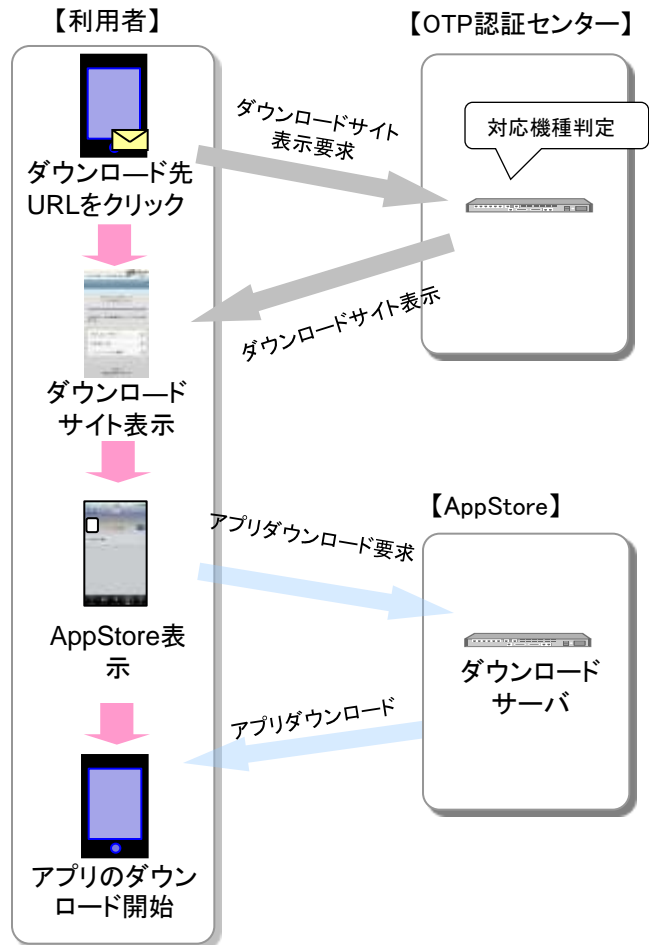 【利用者】
【OTP認証センター】
対応機種判定
ダウンロードサイト
表示要求
ダウンロ―ド先
URLをクリック
ダウンロードサイト表示
ダウンロ―ド
サイト表示
【AppStore】
アプリダウンロード要求
AppStore表
示
ダウンロード
サーバ
アプリダウンロード
アプリのダウン
ロード開始